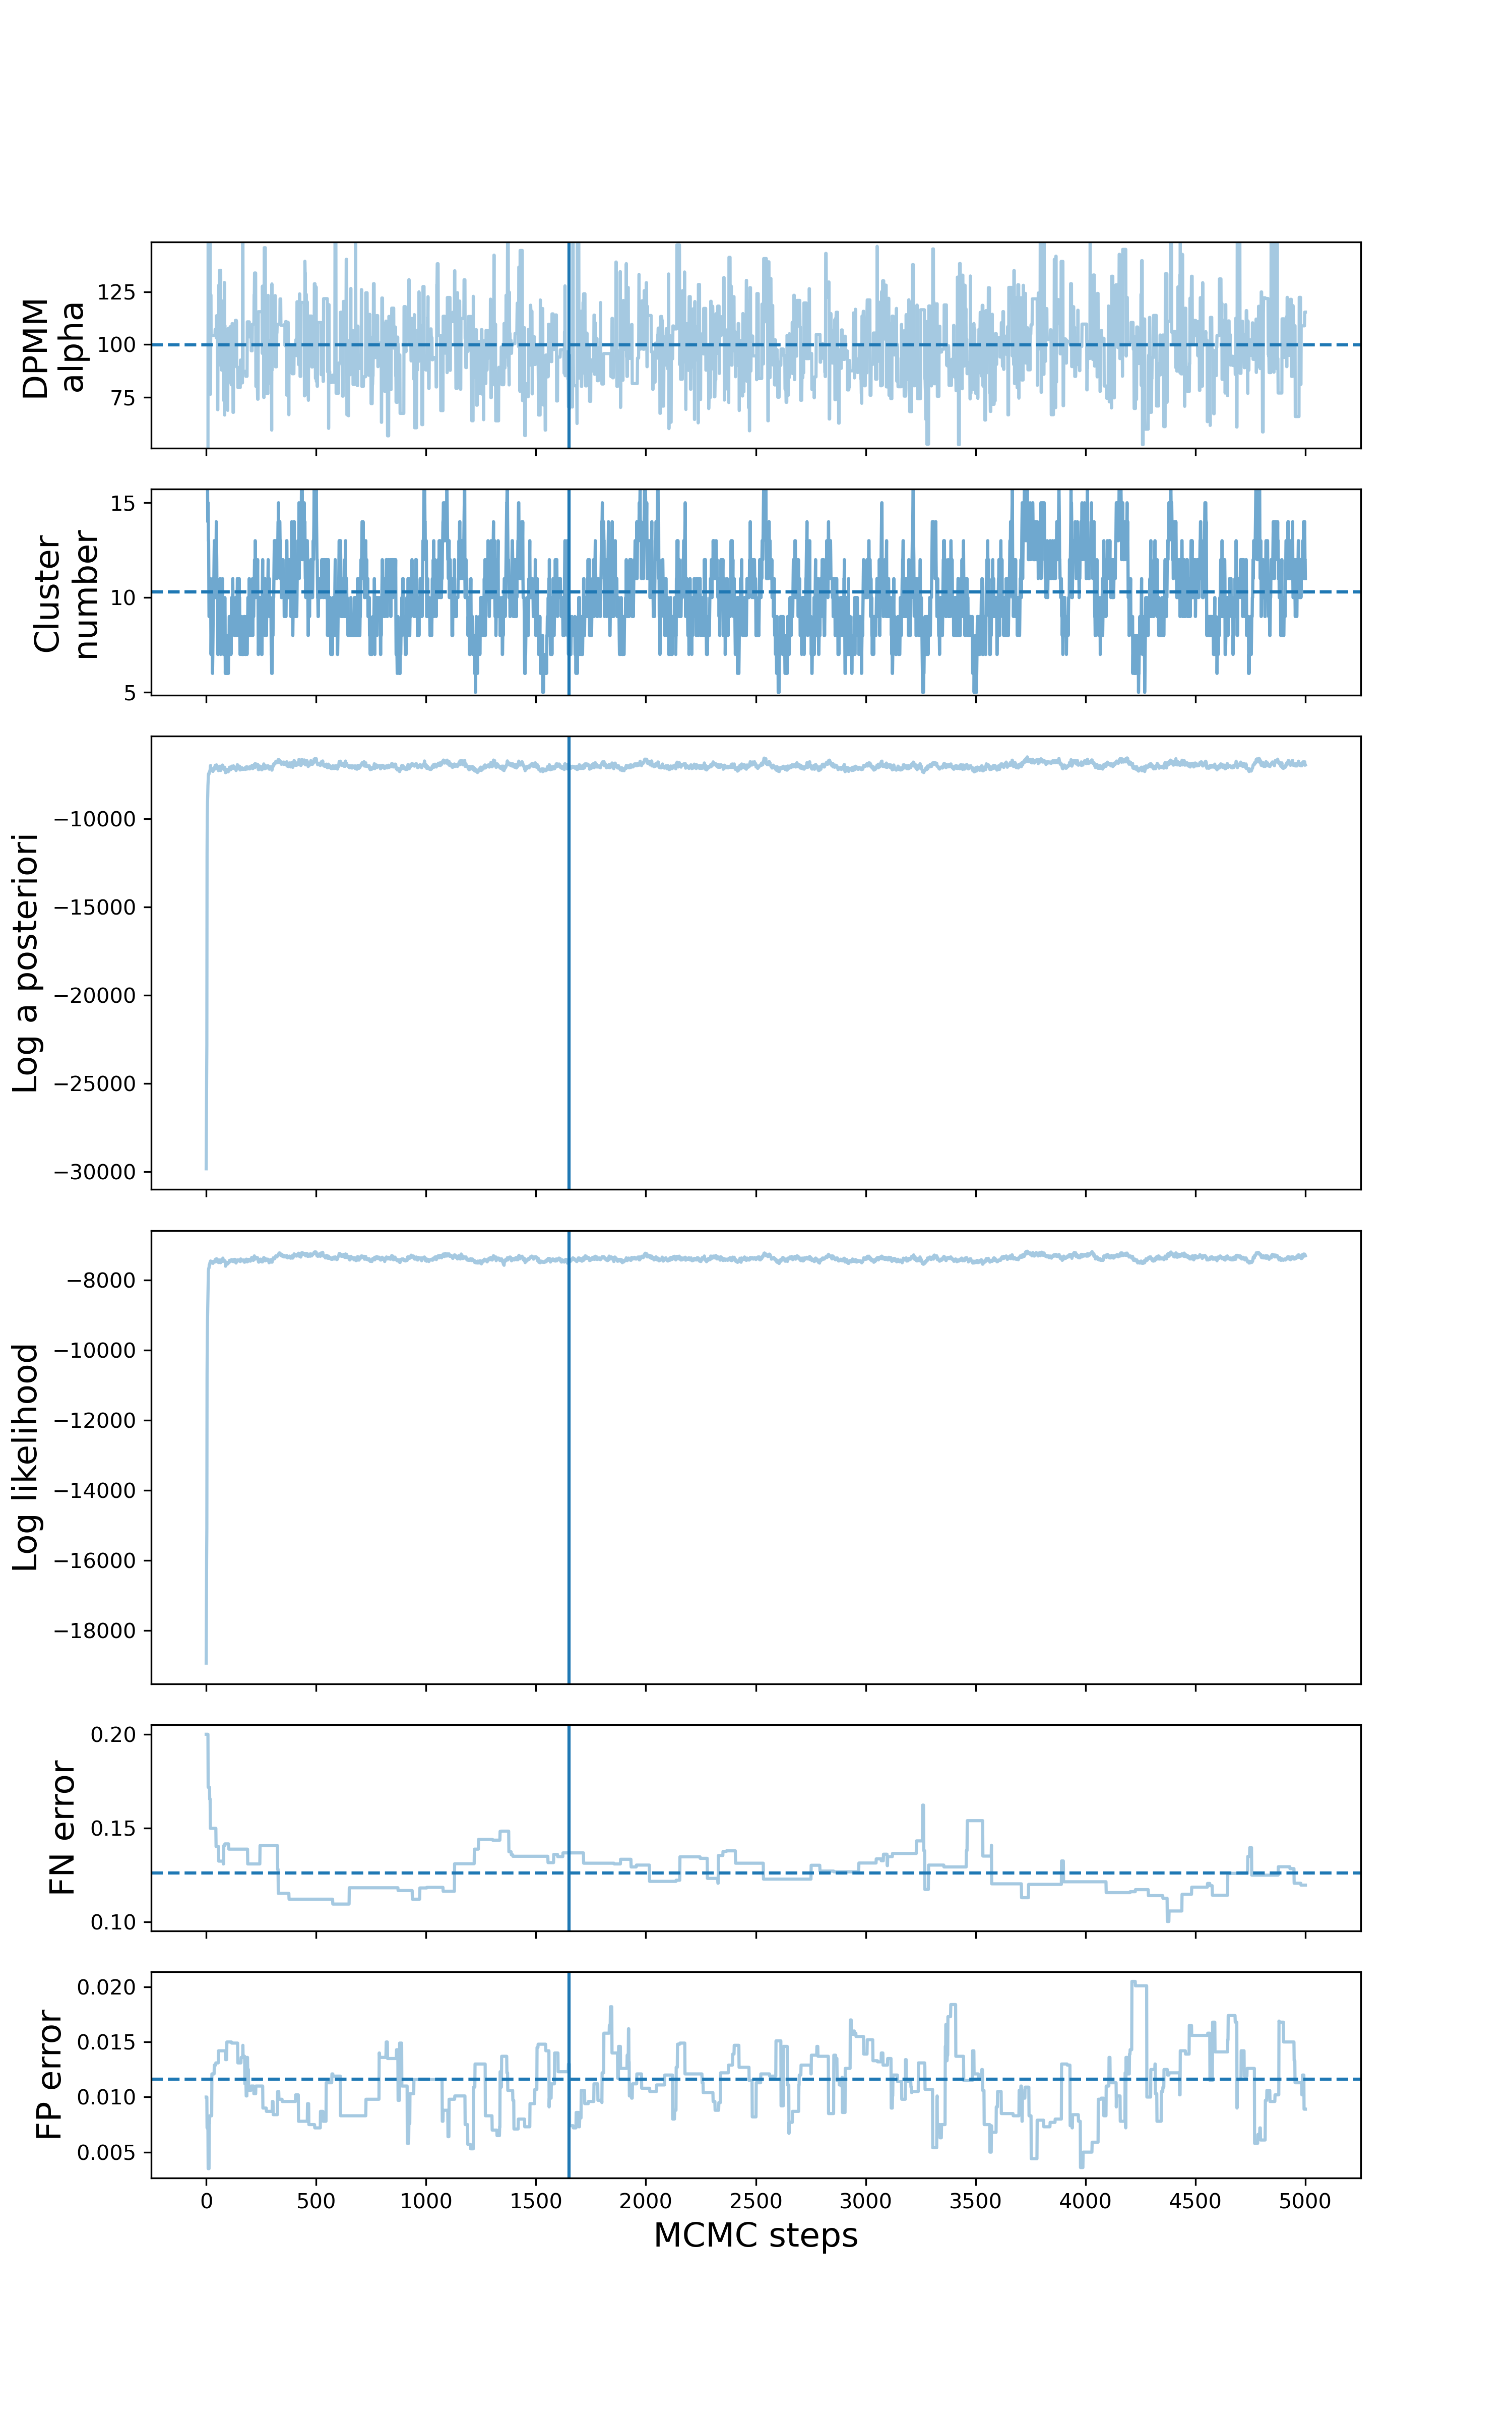 DPMM
alpha
125
100
75
Cluster
number
15
10
5
Log a posteriori
−10000
−15000
−20000
−25000
−30000
Log likelihood
−8000
−10000
−12000
−14000
−16000
−18000
FN error
0.20
0.15
0.10
FP error
0.020
0.015
0.010
0.005
0 500 1000 1500 2000 2500 3000 3500 4000 4500 5000
MCMC steps